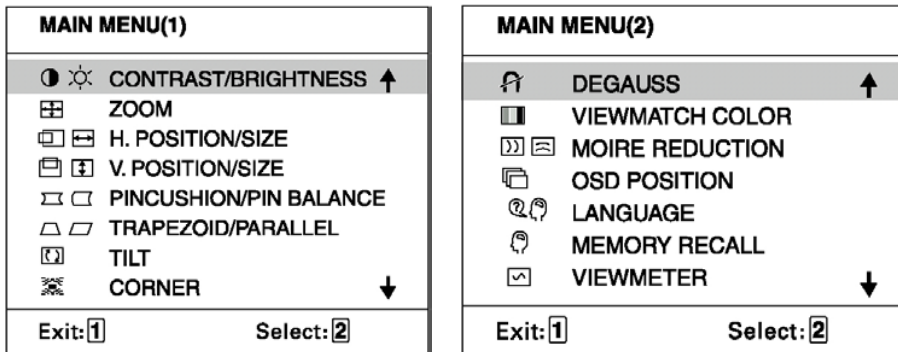 MAIN MENU(1)
CONTRAST/BRIGHTNESS
ZOOM
H. POSITION/SIZE
V. POSITION/SIZE
PINCUSHION/PIN BALANCE
TRAPEZOID/PARALLEL
TILT
CORNER
Exit:1 Select:2
MAIN MENU(2)
DEGAUSS
VIEWMATCH COLOR
MOIRE REDUCTION
OSD POSITION
LANGUAGE
MEMORY RECALL
VIEWMETER
Exit:1 Select:2